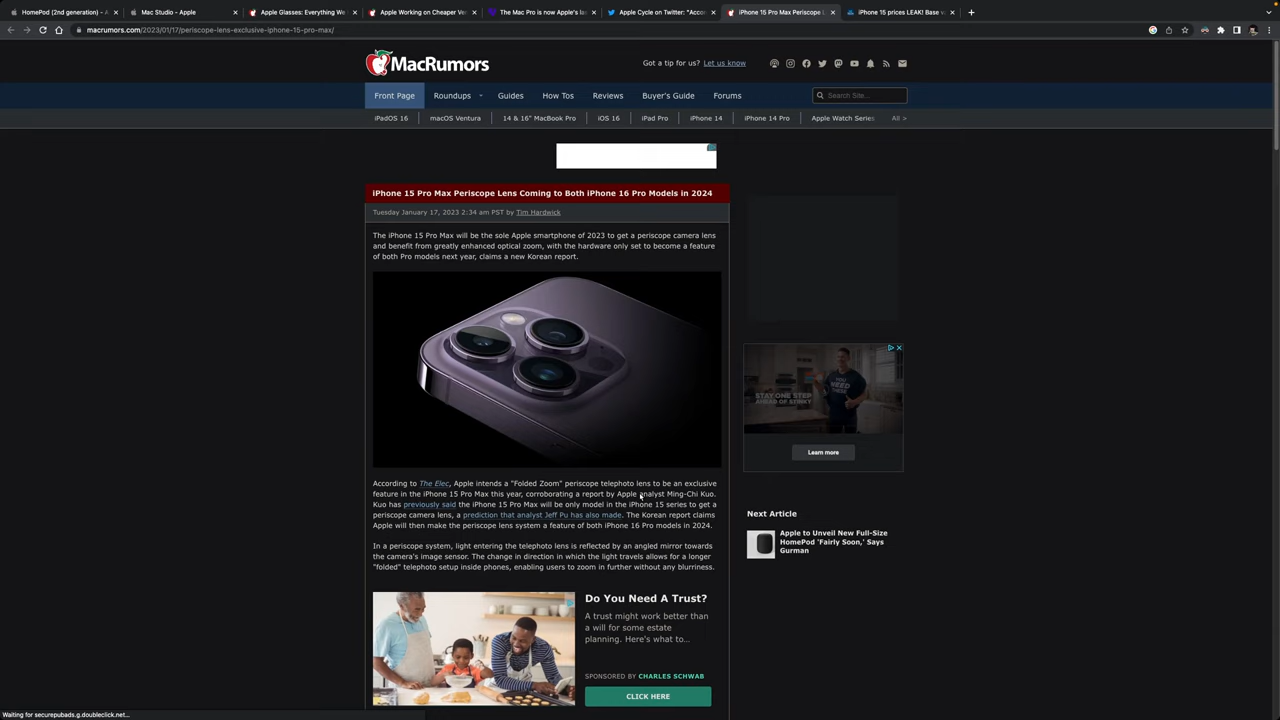 HomePod (2nd generation) - A
Mac Studio - Apple
Apple Glasses: Everything We
Apple Working on Cheaper Ver
The Mac Pro is now Apple's la
Apple Cycle on Twitter: "Acco
iPhone 15 Pro Max Periscope L
iPhone 15 prices LEAK! Base v
macrumors.com/2023/01/17/periscope-lens-exclusive-iphone-15-pro-max/
MacRumors
Got a tip for us? Let us know
Front Page Roundups Guides How Tos Reviews Buyer's Guide Forums Search Site...
iPadOS 16 macOS Ventura 14 & 16" MacBook Pro iOS 16 iPad Pro iPhone 14 iPhone 14 Pro Apple Watch Series All >
iPhone 15 Pro Max Periscope Lens Coming to Both iPhone 16 Pro Models in 2024
Tuesday January 17, 2023 2:34 am PST by Tim Hardwick
The iPhone 15 Pro Max will be the sole Apple smartphone of 2023 to get a periscope camera lens
and benefit from greatly enhanced optical zoom, with the hardware only set to become a feature
of both Pro models next year, claims a new Korean report.
According to The Elec, Apple intends a "Folded Zoom" periscope telephoto lens to be an exclusive
feature in the iPhone 15 Pro Max this year, corroborating a report by Apple analyst Ming-Chi Kuo.
Kuo has previously said the iPhone 15 Pro Max will be only model in the iPhone 15 series to get a
periscope camera lens, a prediction that analyst Jeff Pu has also made. The Korean report claims
Apple will then make the periscope lens system a feature of both iPhone 16 Pro models in 2024.
In a periscope system, light entering the telephoto lens is reflected by an angled mirror towards
the camera's image sensor. The change in direction in which the light travels allows for a longer
"folded" telephoto setup inside phones, enabling users to zoom in further without any blurriness.
Do You Need A Trust?
A trust might work better than
a will for some estate
planning. Here's what to...
SPONSORED BY CHARLES SCHWAB
CLICK HERE
STAY ONE STEP
AHEAD OF STRIKY
YOU
NEED
THESE
Learn more
Next Article
Apple to Unveil New Full-Size
HomePod 'Fairly Soon,' Says
Gurman
Waiting for securepubads.g.doubleclick.net...